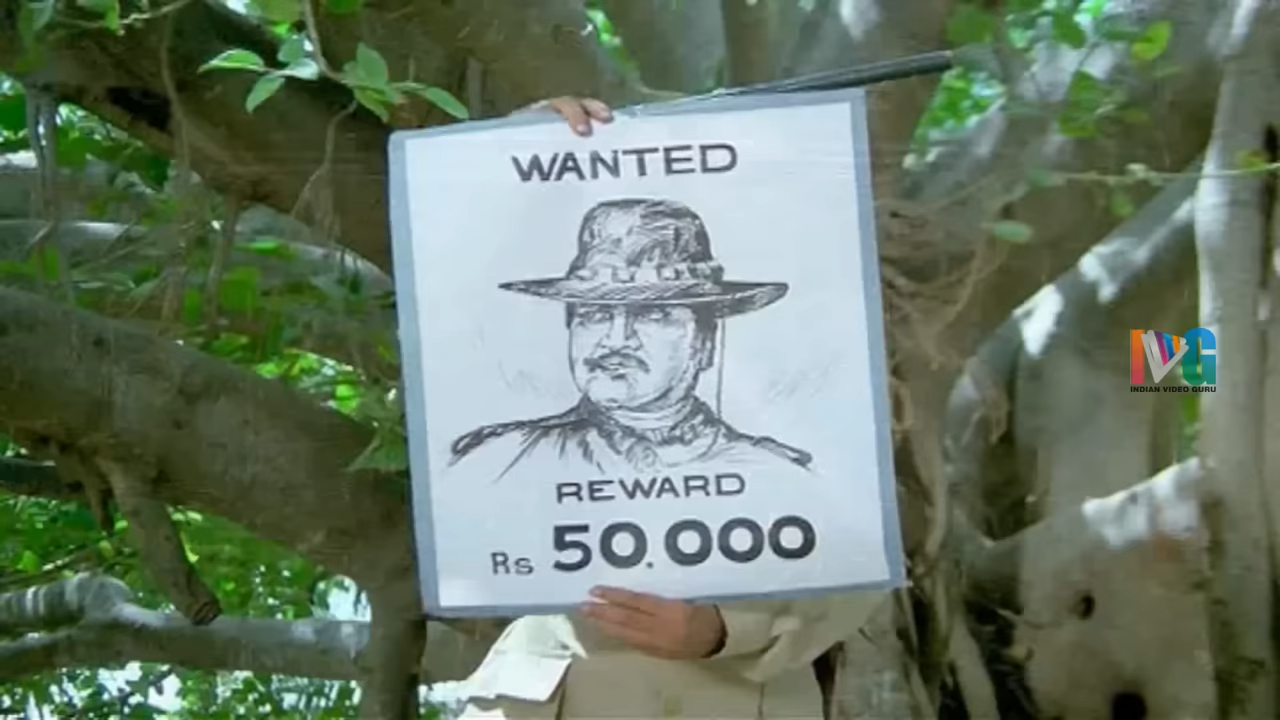 WANTED
REWARD
Rs 50.000
IVG
INDIAN VIDEO GURU